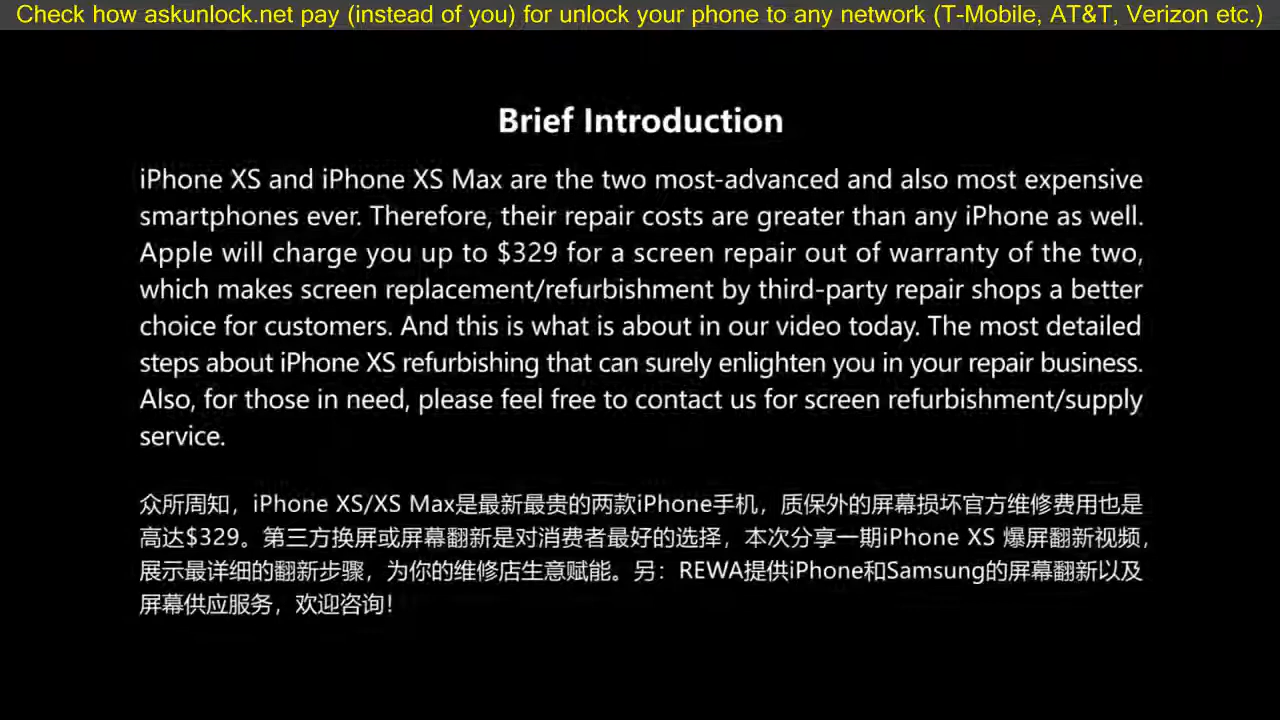 Check how askunlock.net pay (instead of you) for unlock your phone to any network (T-Mobile, AT&T, Verizon etc.)
Brief Introduction
iPhone XS and iPhone XS Max are the two most-advanced and also most expensive
smartphones ever. Therefore, their repair costs are greater than any iPhone as well.
Apple will charge you up to $329 for a screen repair out of warranty of the two,
which makes screen replacement/refurbishment by third-party repair shops a better
choice for customers. And this is what is about in our video today. The most detailed
steps about iPhone XS refurbishing that can surely enlighten you in your repair business.
Also, for those in need, please feel free to contact us for screen refurbishment/supply
service.
众所周知，iPhone XS/XS Max是最新最贵的两款iPhone手机，质保外的屏幕损坏官方维修费用也是
高达$329。第三方换屏或屏幕翻新是对消费者最好的选择，本次分享一期iPhone XS 爆屏翻新视频，
展示最详细的翻新步骤，为你的维修店生意赋能。另：REWA提供iPhone和Samsung的屏幕翻新以及
屏幕供应服务，欢迎咨询！